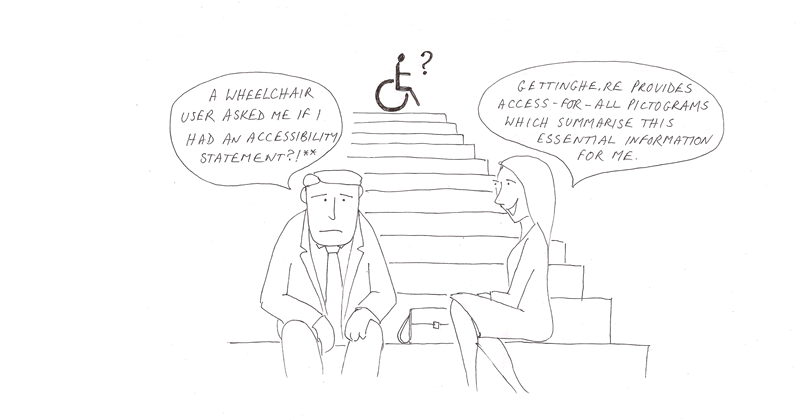 ?
A WHEELCHAIR
USER ASKED ME IF I
HAD AN ACCESSIBILITY
STATEMENT?!**
GETTINGHE.RE PROVIDES
ACCESS-FOR-ALL PICTOGRAMS
WHICH SUMMARISE THIS
ESSENTIAL INFORMATION
FOR ME.